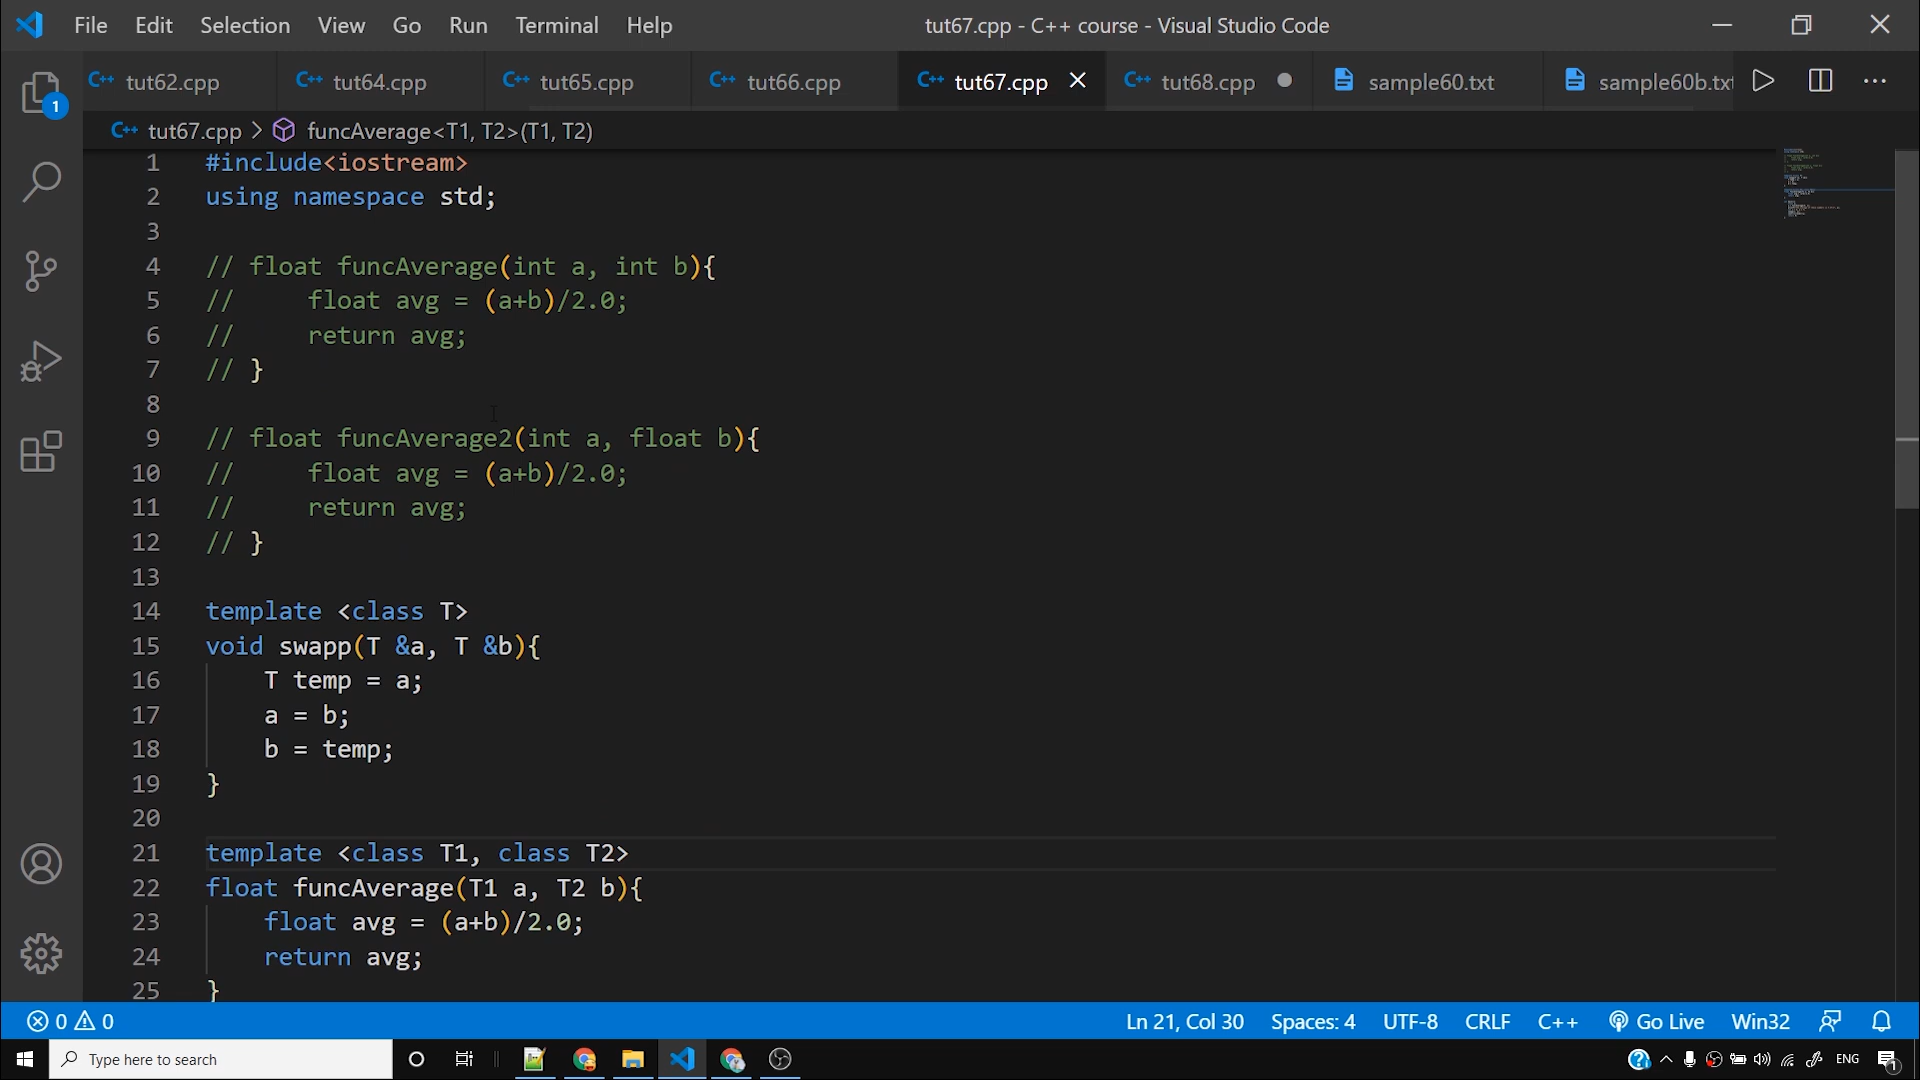 File Edit Selection View Go Run Terminal Help tut67.cpp - C++ course - Visual Studio Code
C++ tut62.cpp C++ tut64.cpp C++ tut65.cpp C++ tut66.cpp C++ tut67.cpp C++ tut68.cpp sample60.txt sample60b.txt
1
C++ tut67.cpp > funcAverage<T1, T2>(T1, T2)
1 #include<iostream>
2 using namespace std;
3
4 // float funcAverage(int a, int b){
5 //     float avg = (a+b)/2.0;
6 //     return avg;
7 // }
8
9 // float funcAverage2(int a, float b){
10 //     float avg = (a+b)/2.0;
11 //     return avg;
12 // }
13
14 template <class T>
15 void swapp(T &a, T &b){
16     T temp = a;
17     a = b;
18     b = temp;
19 }
20
21 template <class T1, class T2>
22 float funcAverage(T1 a, T2 b){
23     float avg = (a+b)/2.0;
24     return avg;
25 }
0 0 Ln 21, Col 30 Spaces: 4 UTF-8 CRLF C++ Go Live Win32
Type here to search ENG 1